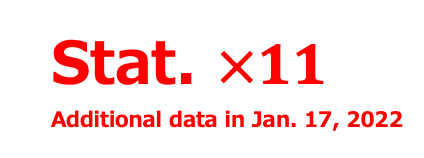 Stat. ×11
Additional data in Jan. 17, 2022